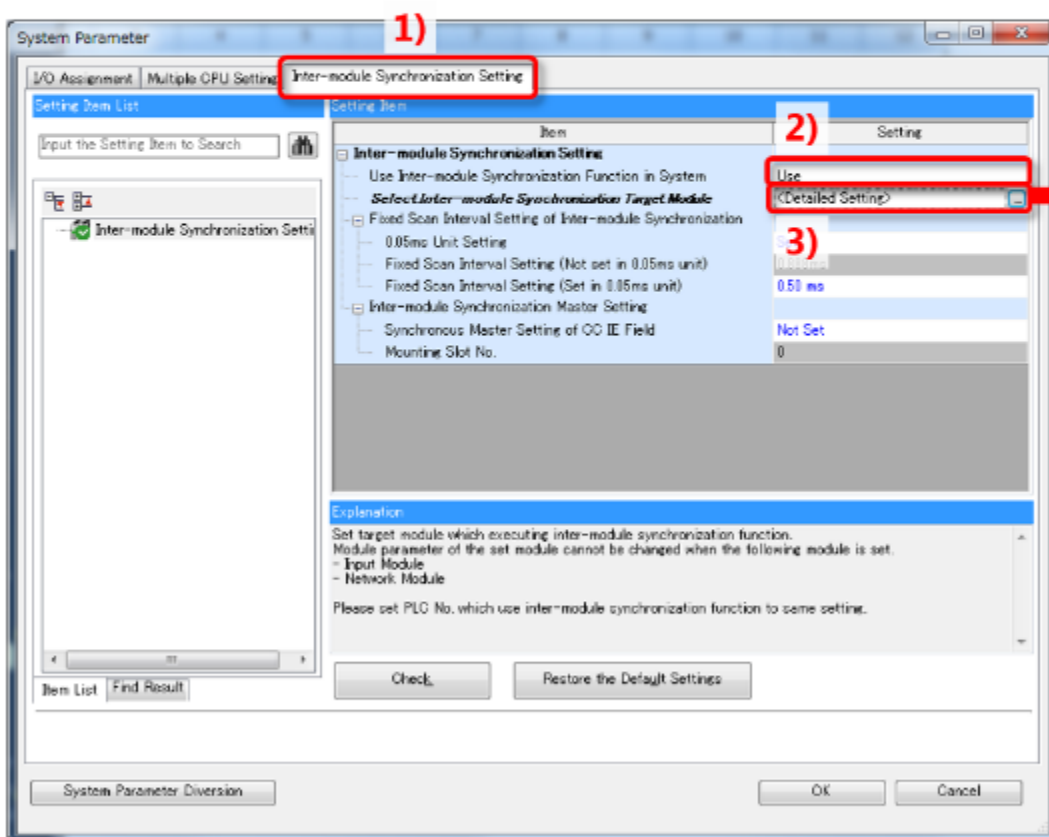 1)
System Parameter
I/O Assignment Multiple CPU Setting Inter-module Synchronization Setting
Setting Item List
Input the Setting Item to Search
Inter-module Synchronization Setti
Item List Find Result
Setting Item
Item Setting
2)
Inter-module Synchronization Setting
Use Inter-module Synchronization Function in System Use
Select Inter-module Synchronization Target Module <Detailed Setting>
Fixed Scan Interval Setting of Inter-module Synchronization
3)
0.05ms Unit Setting
Fixed Scan Interval Setting (Not set in 0.05ms unit)
Fixed Scan Interval Setting (Set in 0.05ms unit) 0.50 ms
Inter-module Synchronization Master Setting
Synchronous Master Setting of CC IE Field Not Set
Mounting Slot No. 0
Explanation
Set target module which executing inter-module synchronization function.
Module parameter of the set module cannot be changed when the following module is set.
- Input Module
- Network Module
Please set PLC No. which use inter-module synchronization function to same setting.
Check Restore the Default Settings
System Parameter Diversion OK Cancel